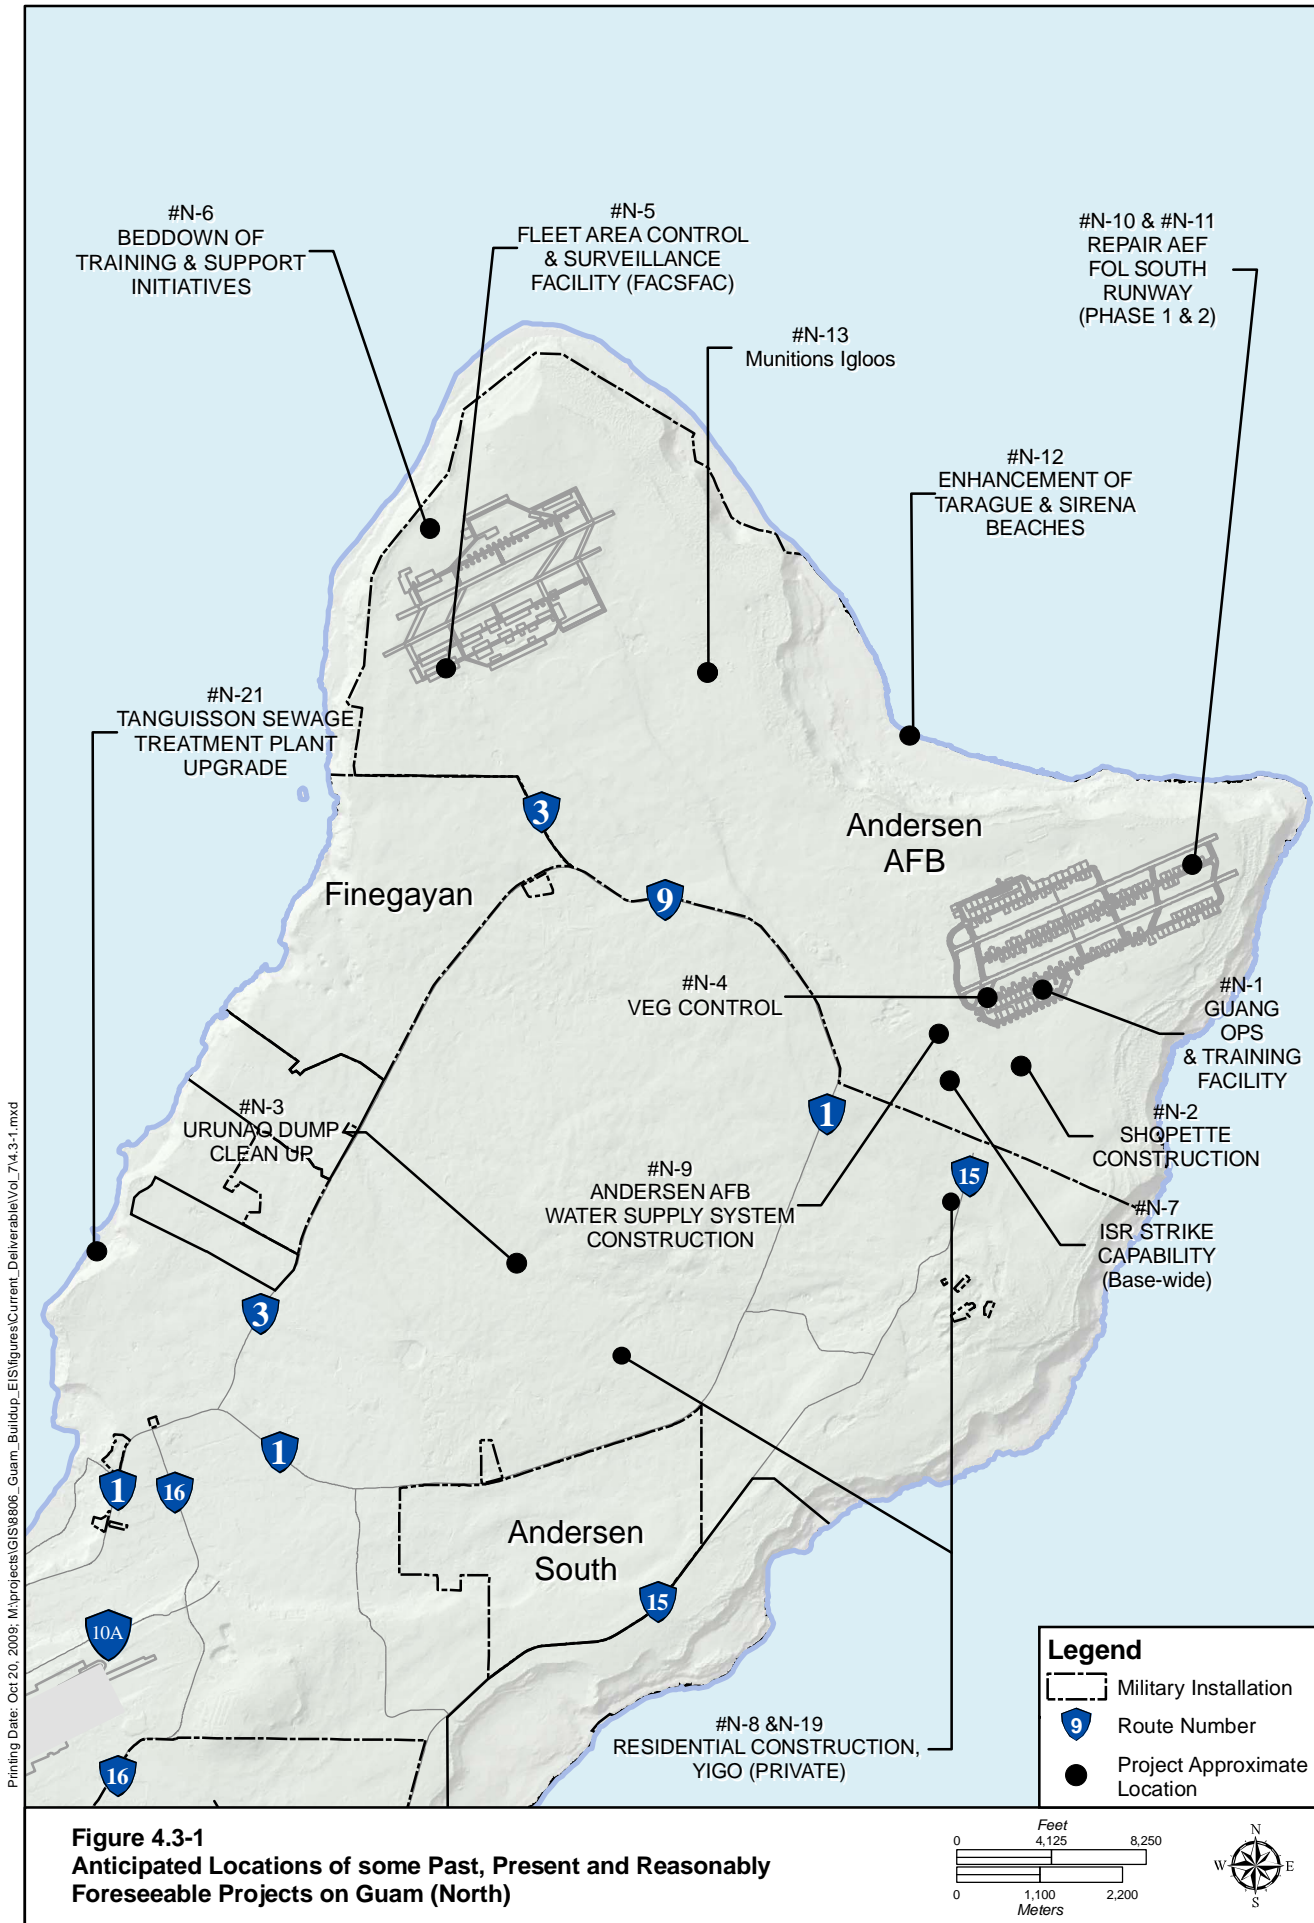 #N-6
BEDDOWN OF
TRAINING & SUPPORT
INITIATIVES
#N-5
FLEET AREA CONTROL
& SURVEILLANCE
FACILITY (FACSFAC)
#N-10 & #N-11
REPAIR AEF
FOL SOUTH
RUNWAY
(PHASE 1 & 2)
#N-13
Munitions Igloos
#N-12
ENHANCEMENT OF
TARAGUE & SIRENA
BEACHES
#N-21
TANGUISSON SEWAGE
TREATMENT PLANT
UPGRADE
3
Andersen
AFB
Finegayan
9
#N-4
VEG CONTROL
#N-1
GUANG
OPS
& TRAINING
FACILITY
#N-3
URUNAO DUMP
CLEAN UP
1
#N-2
SHOPETTE
CONSTRUCTION
#N-9
ANDERSEN AFB
WATER SUPPLY SYSTEM
CONSTRUCTION
15
#N-7
ISR STRIKE
CAPABILITY
(Base-wide)
3
1
1
16
Andersen
South
15
10A
16
#N-8 &N-19
RESIDENTIAL CONSTRUCTION,
YIGO (PRIVATE)
Legend
Military Installation
9
Route Number
Project Approximate
Location
Printing Date: Oct 20, 2009; M:\projects\GIS\8806_Guam_Buildup_EIS\figures\Current_Deliverable\Vol_7\4.3-1.mxd
Figure 4.3-1
Anticipated Locations of some Past, Present and Reasonably
Foreseeable Projects on Guam (North)
Feet
0 4,125 8,250
0 1,100 2,200
Meters
N
W E
S